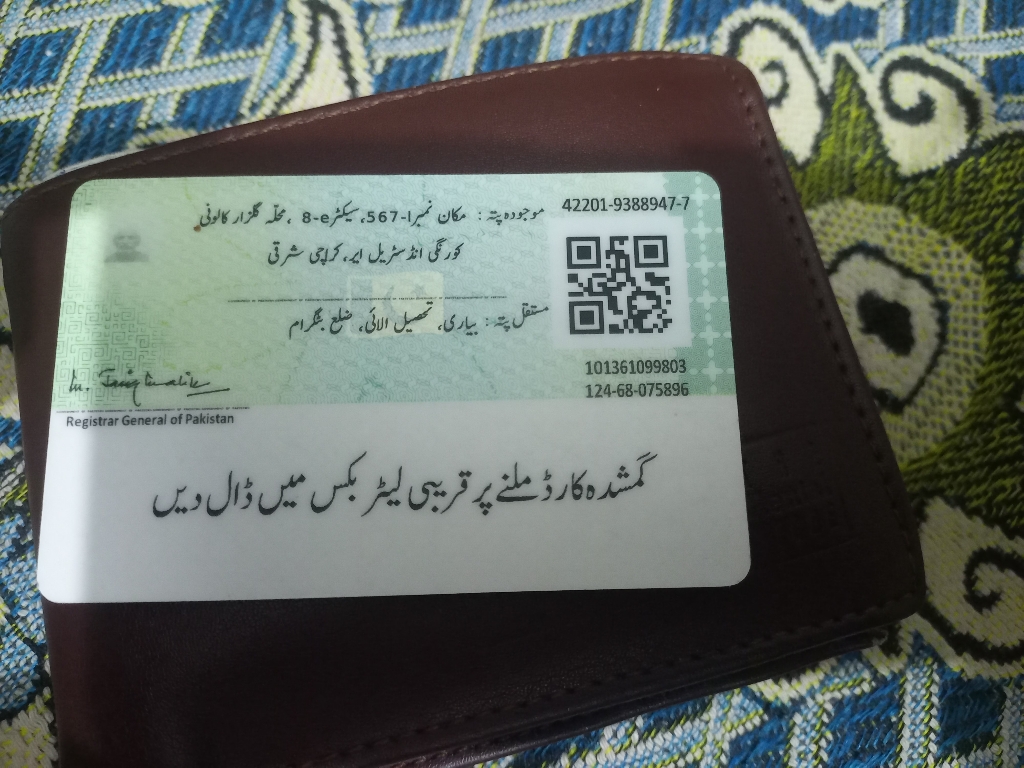 42201-9388947-7
موجودہ پتہ: مکان نمبر ا-567، سیکٹر 8-e، محلّہ گلزار کالونی
کورنگی انڈسٹریل ایر، کراچی شرقی
مستقل پتہ: بیاری، تحصیل الائی، ضلع بٹگرام
101361099803
124-68-075896
Registrar General of Pakistan
گمشدہ کارڈ ملنے پر قریبی لیٹر بکس میں ڈال دیں